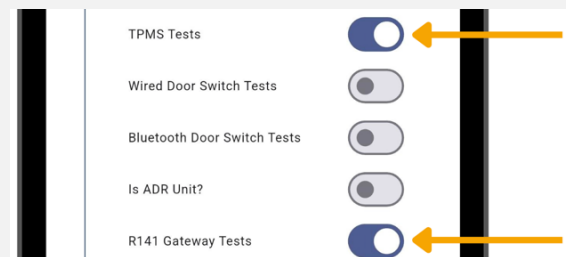 TPMS Tests
Wired Door Switch Tests
Bluetooth Door Switch Tests
Is ADR Unit?
R141 Gateway Tests